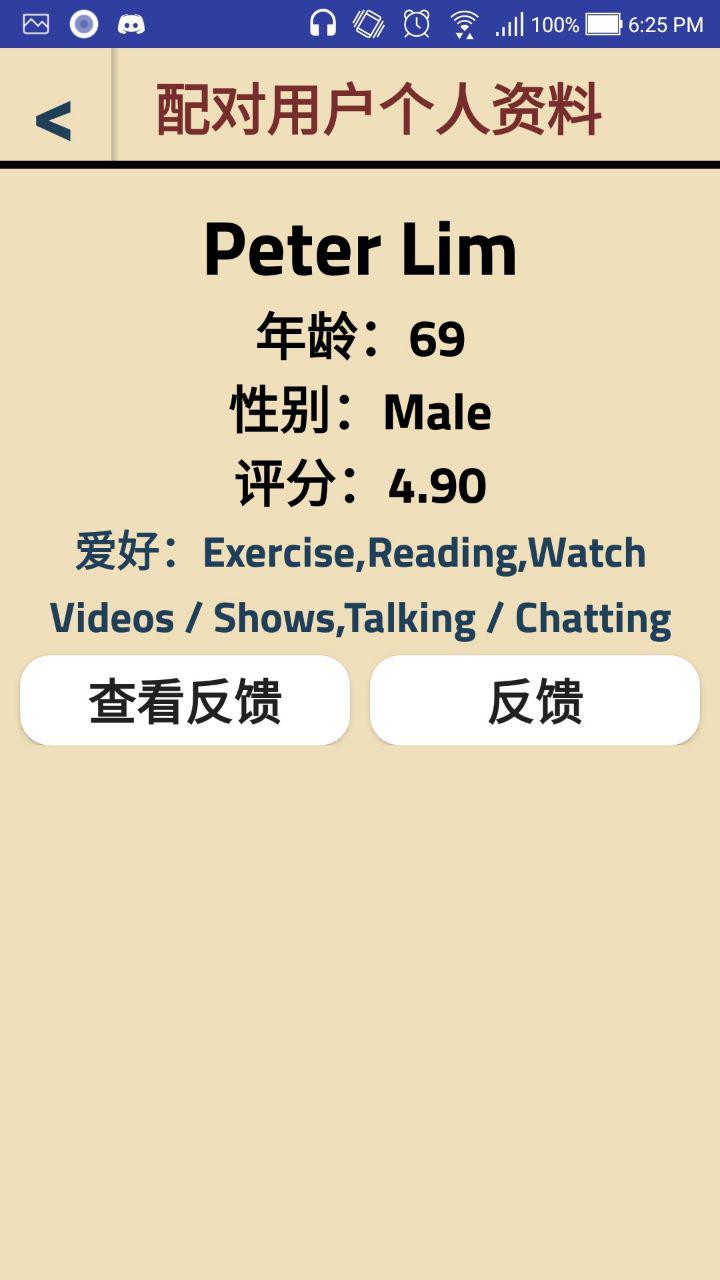 100% 6:25 PM
< 配对用户个人资料
Peter Lim
年龄：69
性别：Male
评分：4.90
爱好：Exercise,Reading,Watch
Videos / Shows,Talking / Chatting
查看反馈 反馈